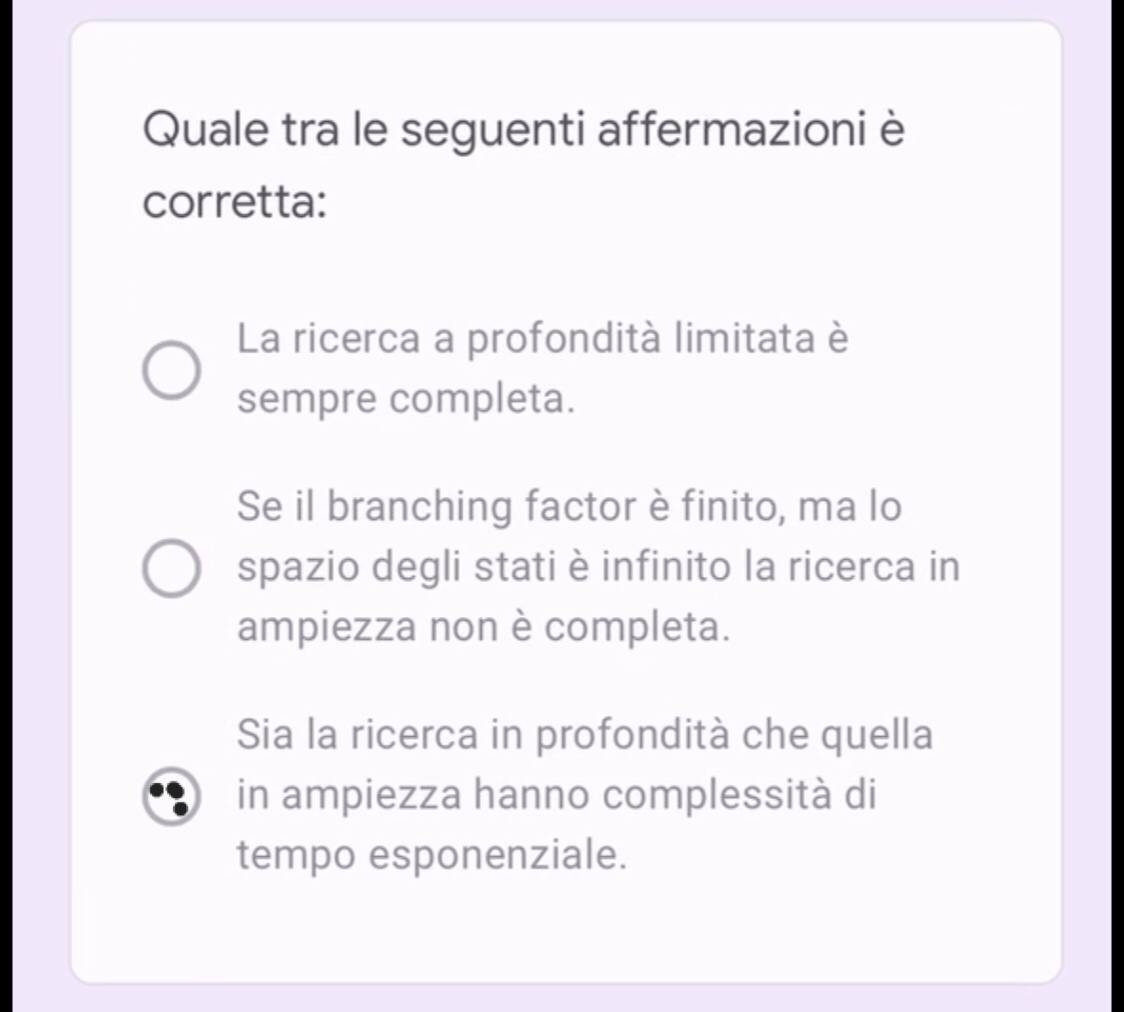 Quale tra le seguenti affermazioni è
corretta:
La ricerca a profondità limitata è
sempre completa.
Se il branching factor è finito, ma lo
spazio degli stati è infinito la ricerca in
ampiezza non è completa.
Sia la ricerca in profondità che quella
in ampiezza hanno complessità di
tempo esponenziale.